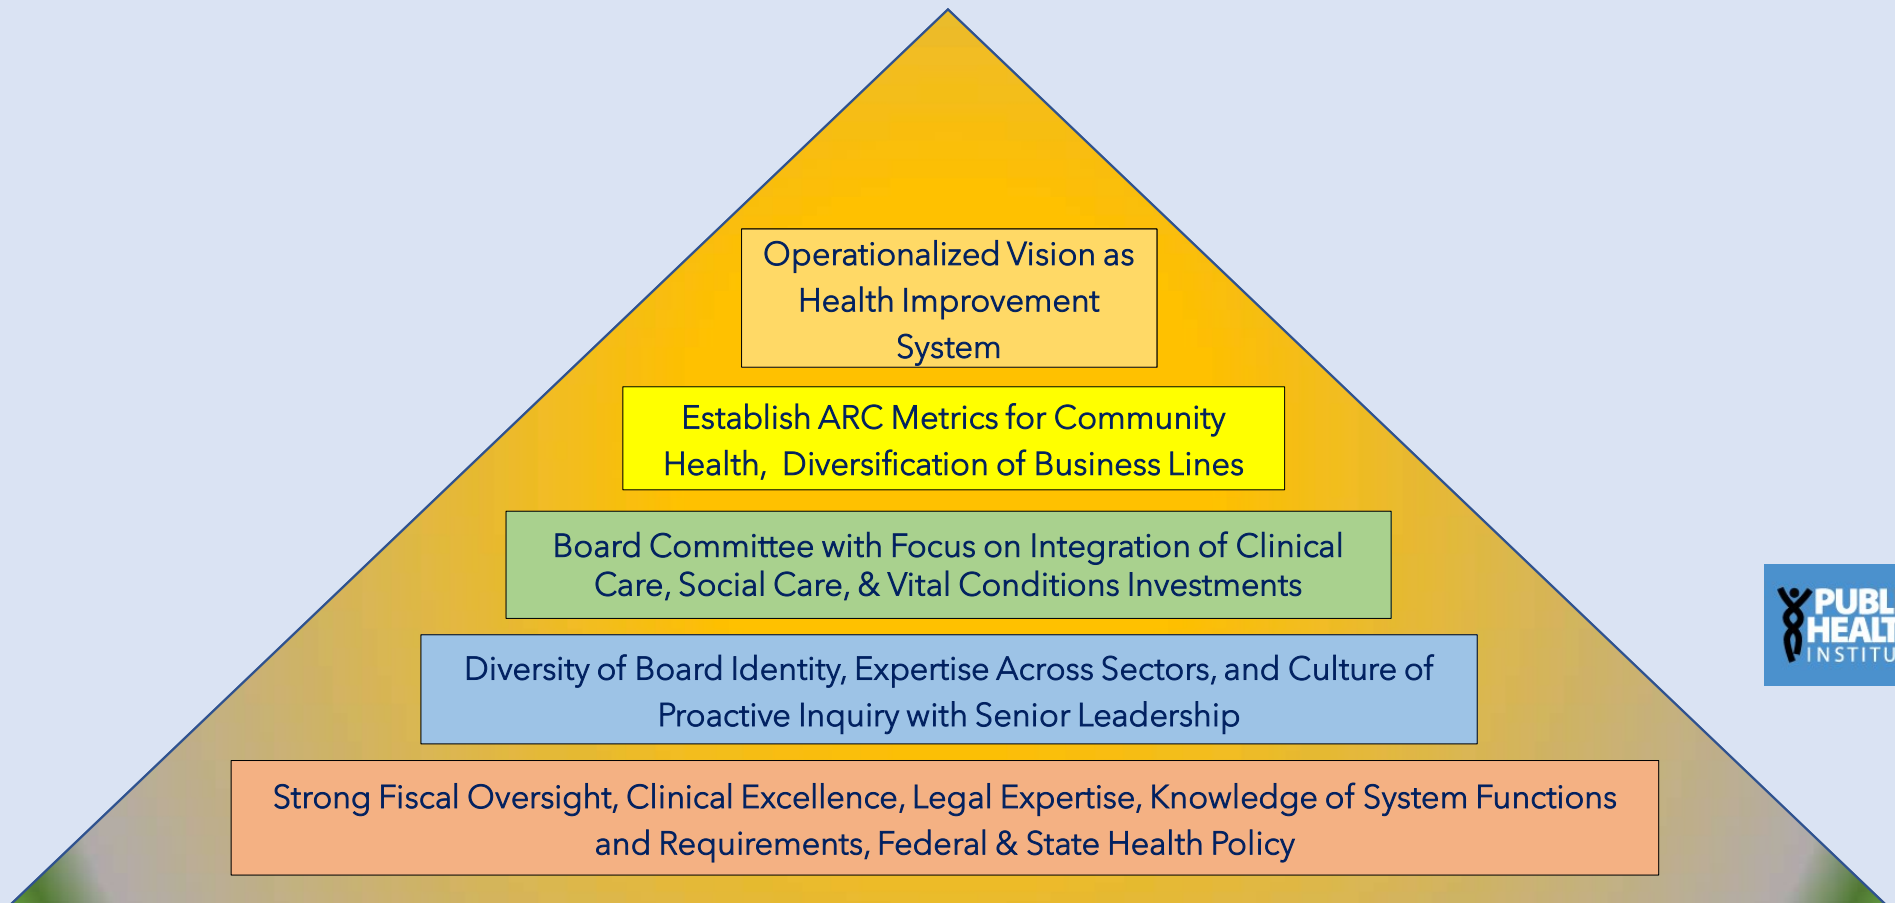 Operationalized Vision as
Health Improvement
System
Establish ARC Metrics for Community
Health,  Diversification of Business Lines
Board Committee with Focus on Integration of Clinical
Care, Social Care, & Vital Conditions Investments
Diversity of Board Identity, Expertise Across Sectors, and Culture of
Proactive Inquiry with Senior Leadership
Strong Fiscal Oversight, Clinical Excellence, Legal Expertise, Knowledge of System Functions
and Requirements, Federal & State Health Policy
PUBL
HEALT
INSTITU